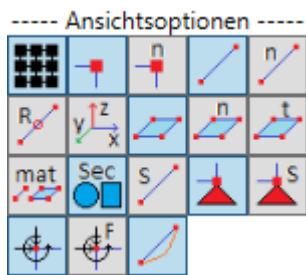 ----- Ansichtsoptionen -----
n n
R z y x n t
mat Sec S S
F